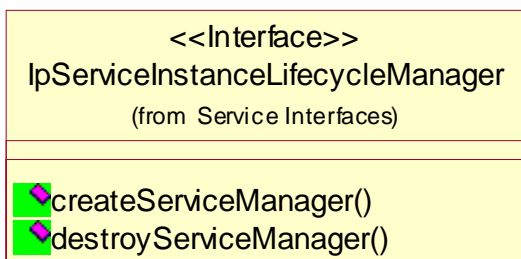 <<Interface>>
IpServiceInstanceLifecycleManager
(from Service Interfaces)
createServiceManager()
destroyServiceManager()